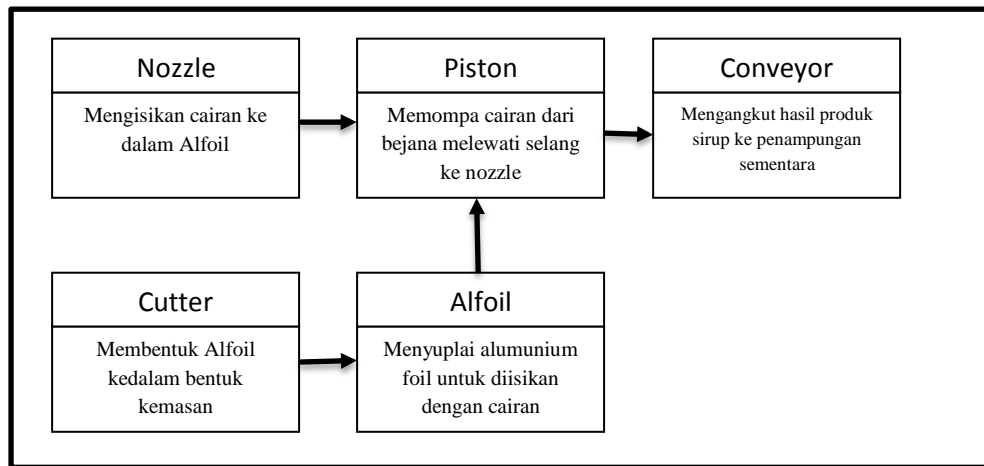 Nozzle
Mengisikan cairan ke
dalam Alfoil
Piston
Memompa cairan dari
bejana melewati selang
ke nozzle
Conveyor
Mengangkut hasil produk
sirup ke penampungan
sementara
Cutter
Membentuk Alfoil
kedalam bentuk
kemasan
Alfoil
Menyuplai alumunium
foil untuk diisikan
dengan cairan